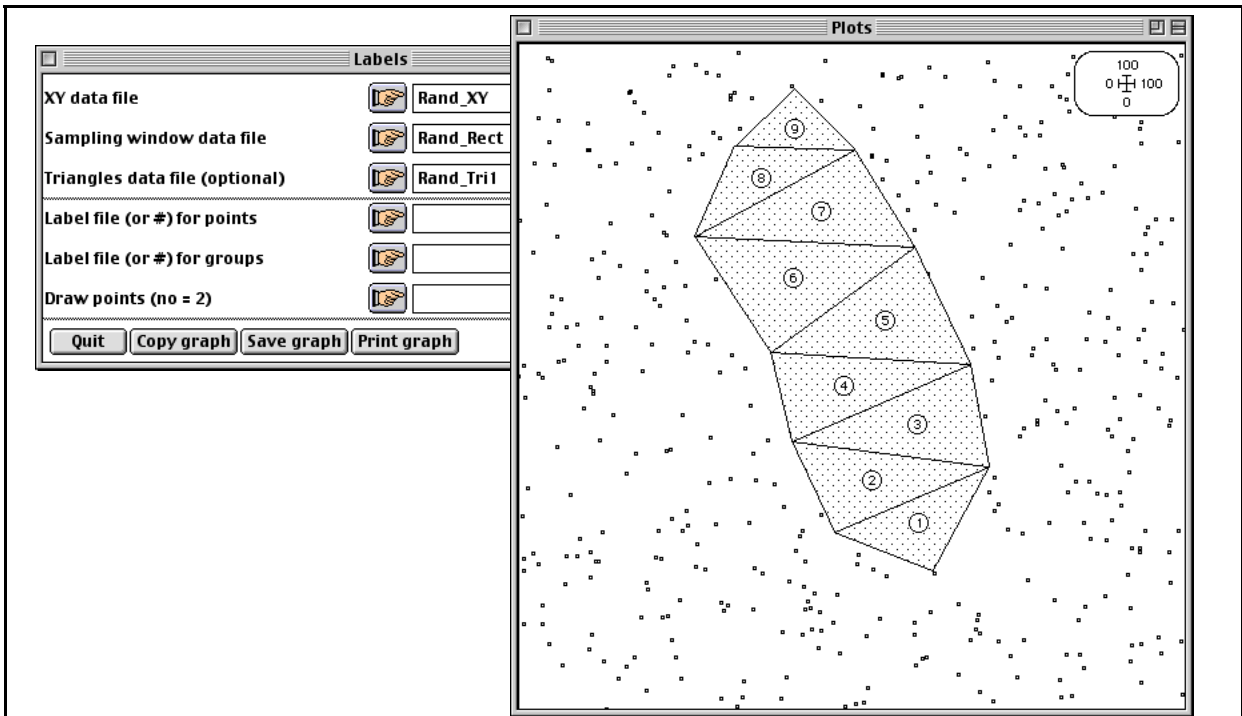 Labels
XY data file Rand_XY
Sampling window data file Rand_Rect
Triangles data file (optional) Rand_Tri1
Label file (or #) for points
Label file (or #) for groups
Draw points (no = 2)
Quit Copy graph Save graph Print graph
Plots
100
0 100
0
9
8
7
6
5
4
3
2
1